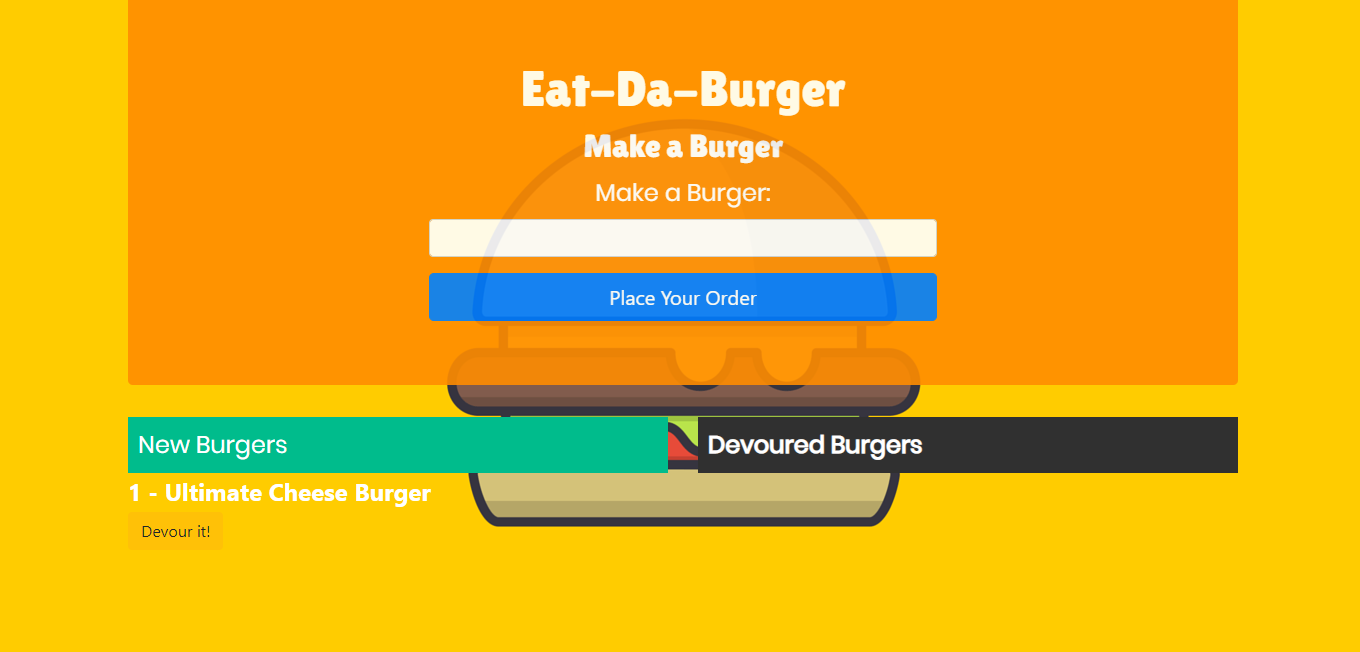 Eat-Da-Burger
Make a Burger
Make a Burger:
Place Your Order
New Burgers
Devoured Burgers
1 - Ultimate Cheese Burger
Devour it!